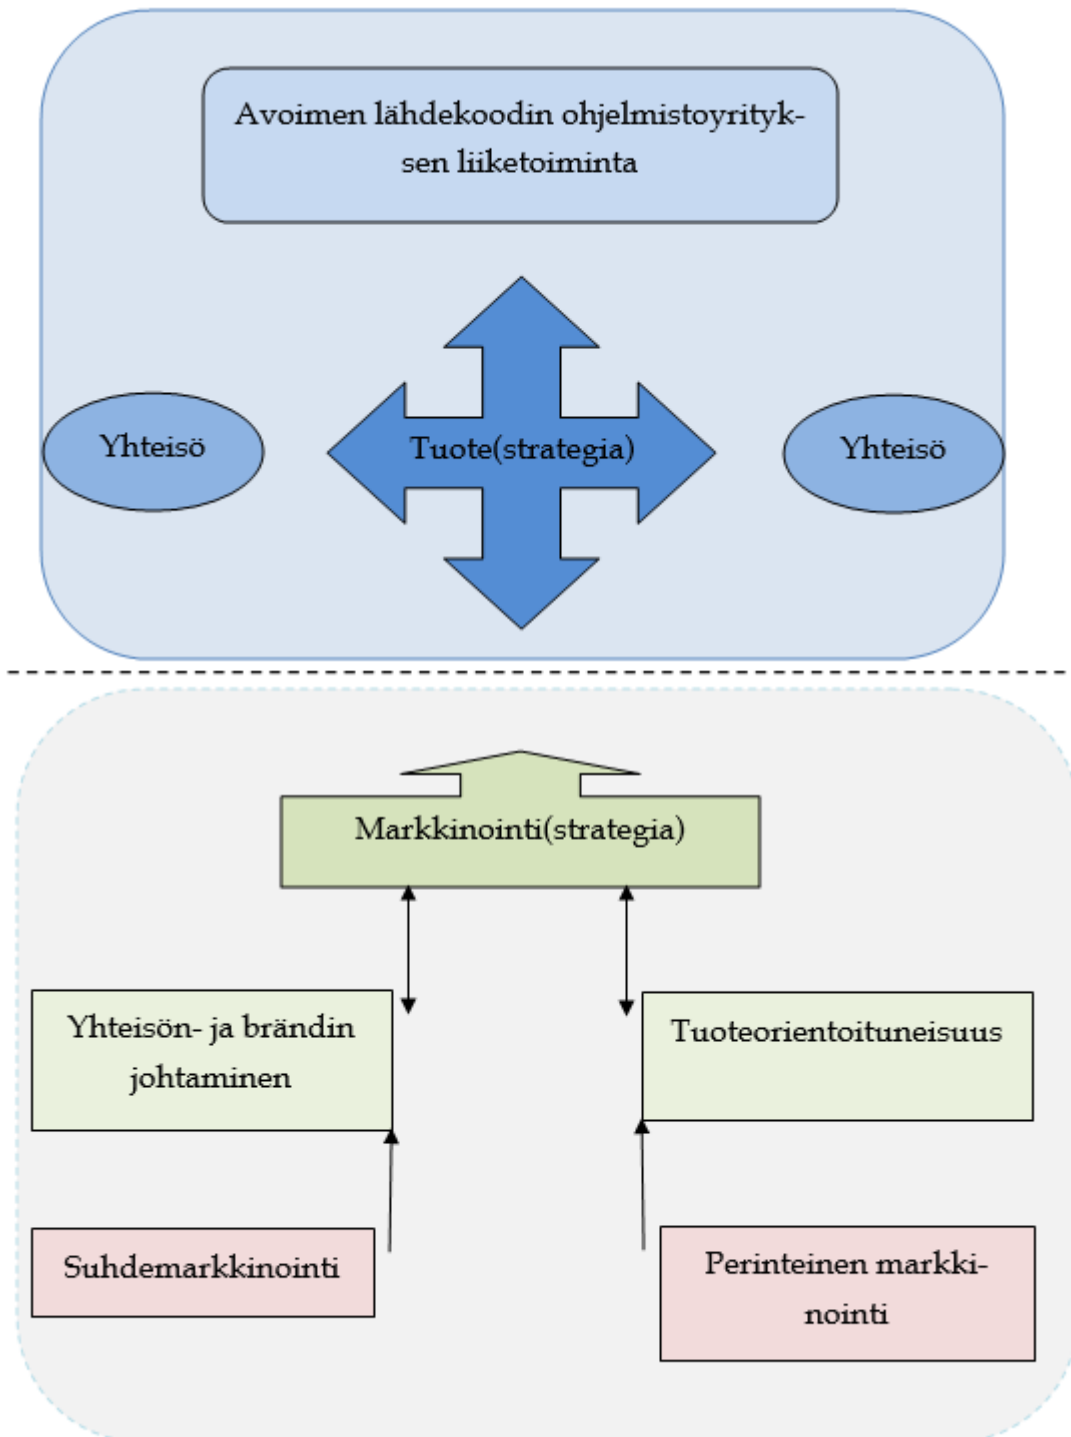 Avoimen lähdekoodin ohjelmistoyrityk-
sen liiketoiminta
Yhteisö
Tuote(strategia)
Yhteisö
Markkinointi(strategia)
Yhteisön- ja brändin
johtaminen
Tuoteorientoituneisuus
Suhdemarkkinointi
Perinteinen markki-
nointi